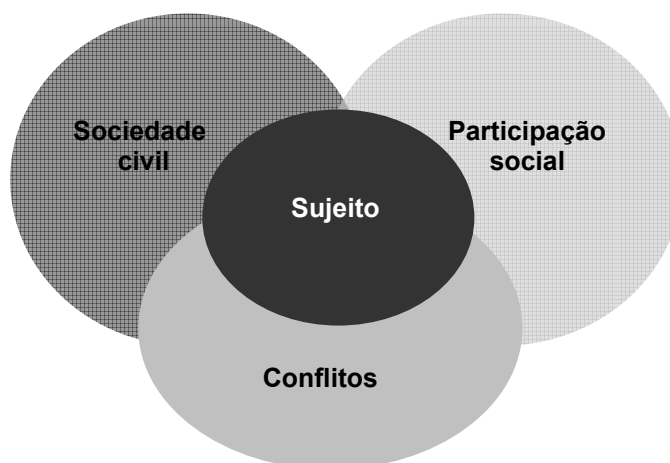 Sociedade
civil
Participação
social
Sujeito
Conflitos